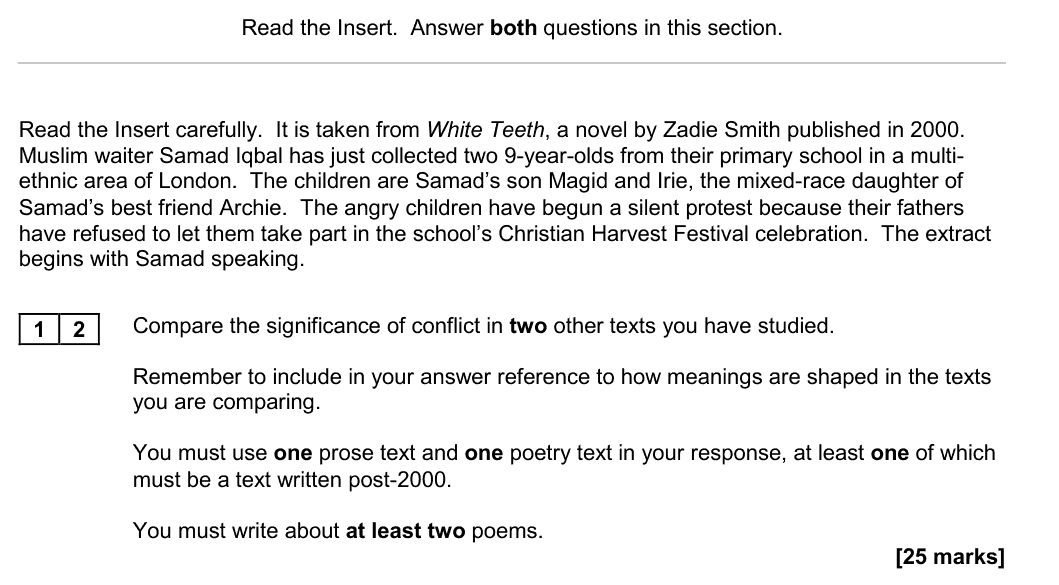 Read the Insert. Answer both questions in this section.
Read the Insert carefully. It is taken from White Teeth, a novel by Zadie Smith published in 2000.
Muslim waiter Samad Iqbal has just collected two 9-year-olds from their primary school in a multi-
ethnic area of London. The children are Samad's son Magid and Irie, the mixed-race daughter of
Samad's best friend Archie. The angry children have begun a silent protest because their fathers
have refused to let them take part in the school's Christian Harvest Festival celebration. The extract
begins with Samad speaking.
1 2 Compare the significance of conflict in two other texts you have studied.
Remember to include in your answer reference to how meanings are shaped in the texts
you are comparing.
You must use one prose text and one poetry text in your response, at least one of which
must be a text written post-2000.
You must write about at least two poems.
[25 marks]